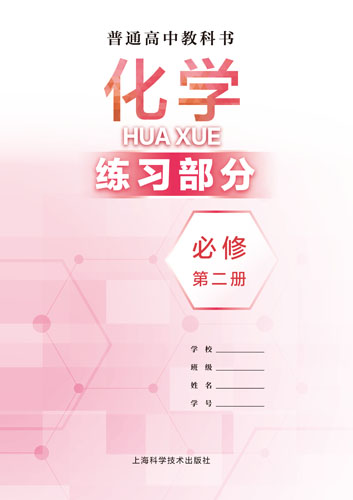 普通高中教科书
化学
HUA XUE
练习部分
必修
第二册
学校
班级
姓名
学号
上海科学技术出版社